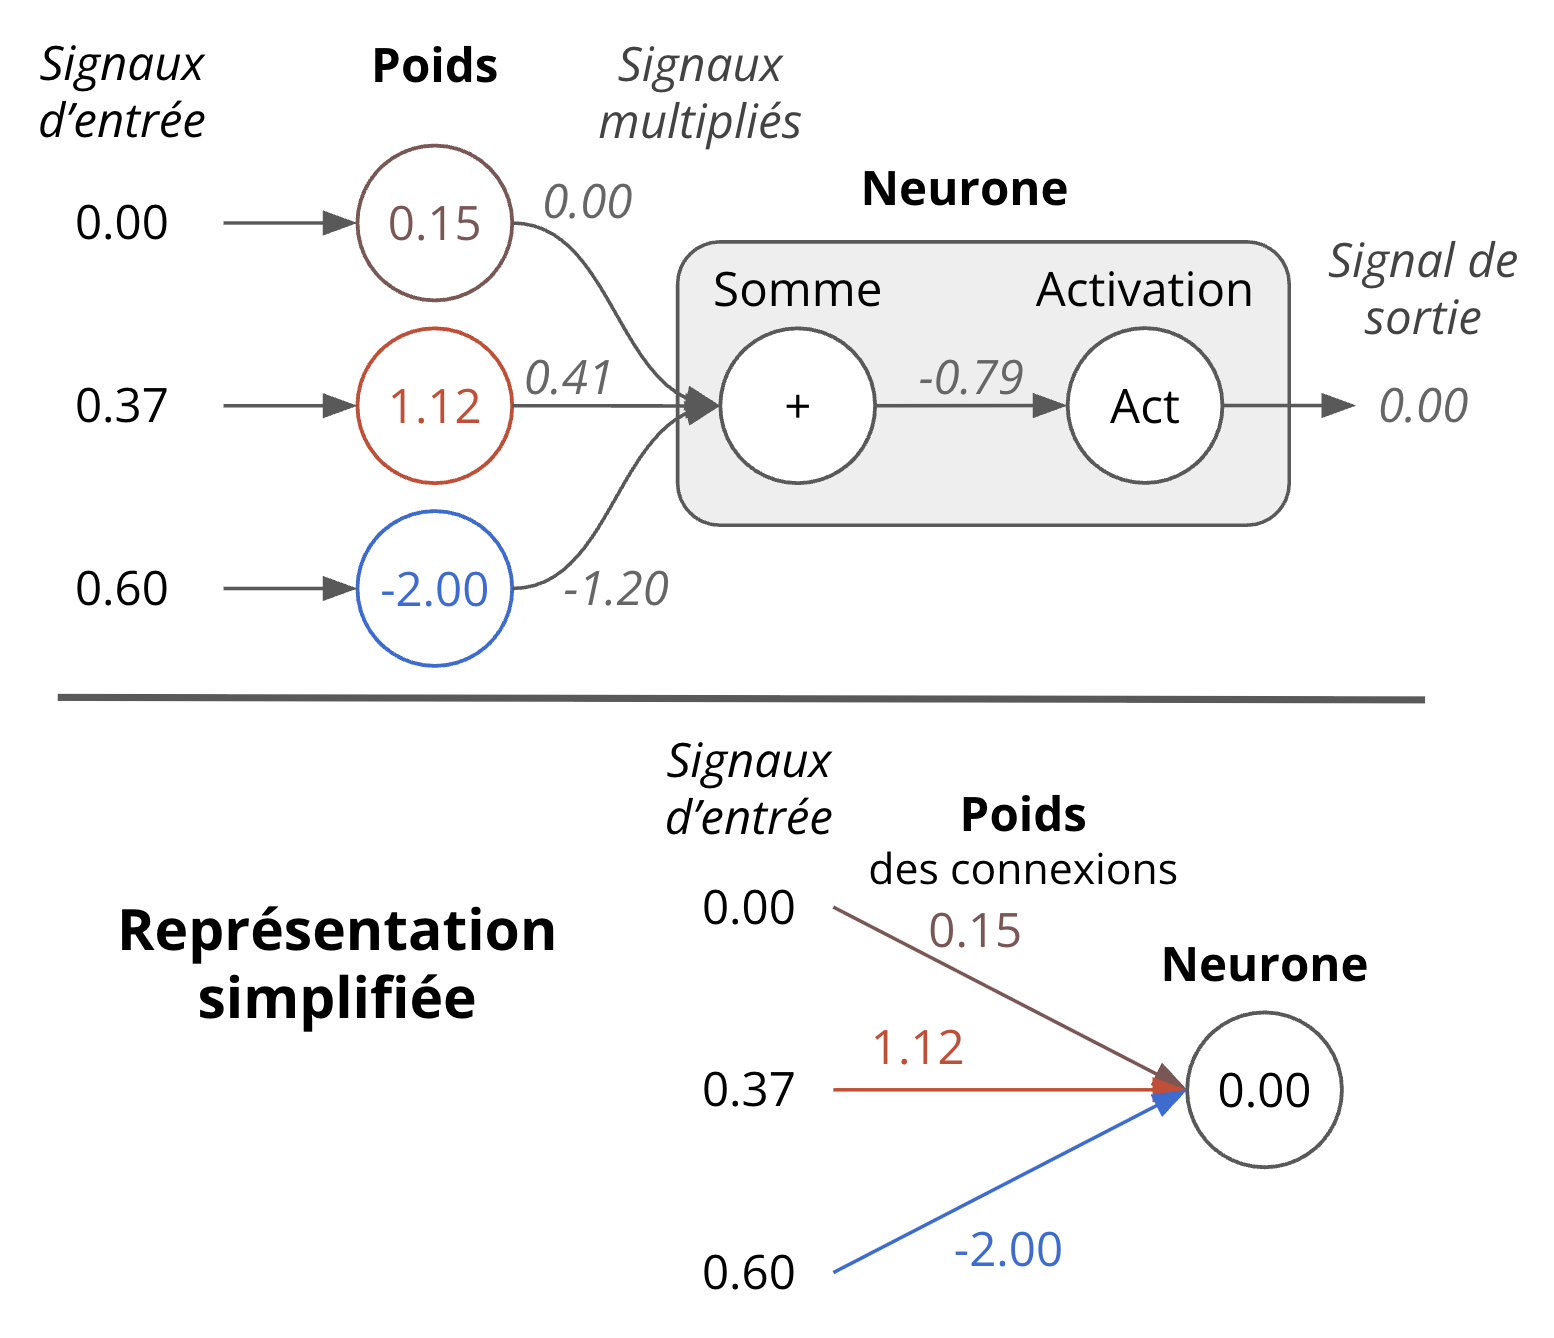 Signaux
d’entrée
Poids
Signaux
multipliés
Neurone
0.00
0.15
0.00
Somme
Activation
Signal de
sortie
0.37
1.12
0.41
+
-0.79
Act
0.00
0.60
-2.00
-1.20
Représentation
simplifiée
Signaux
d’entrée
Poids
des connexions
0.00
0.15
Neurone
1.12
0.37
0.00
-2.00
0.60